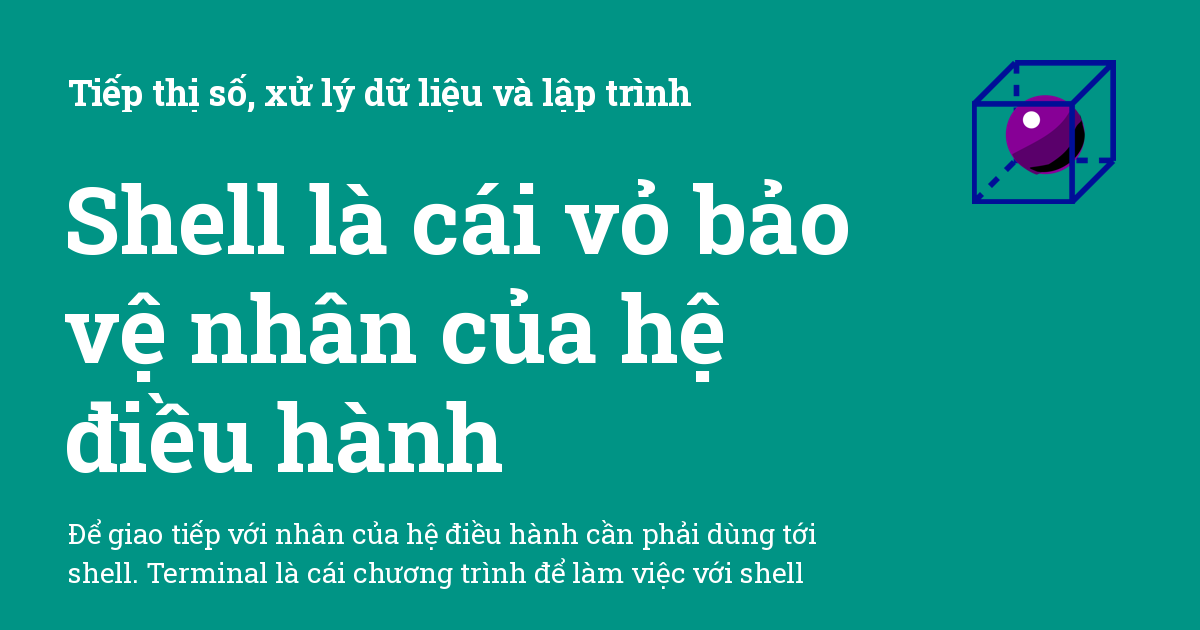 Tiếp thị số, xử lý dữ liệu và lập trình
Shell là cái vỏ bảo
vệ nhân của hệ
điều hành
Để giao tiếp với nhân của hệ điều hành cần phải dùng tới
shell. Terminal là cái chương trình để làm việc với shell